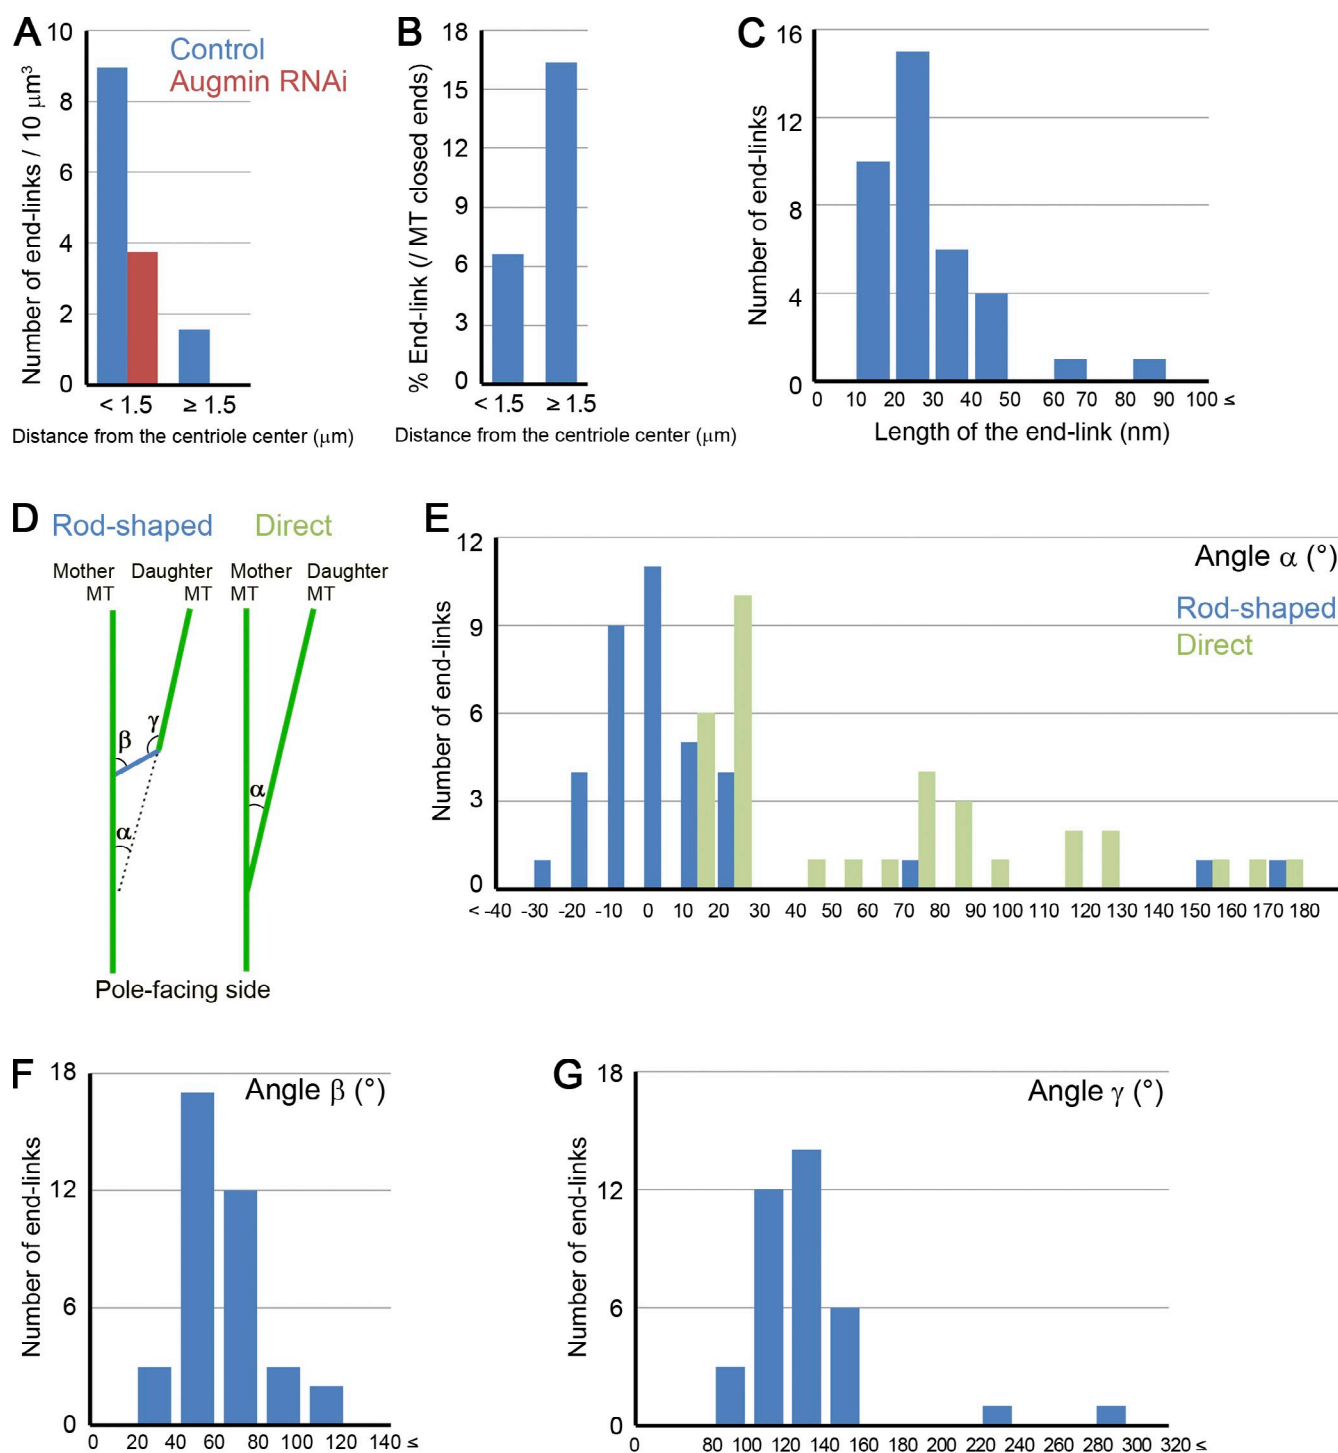 A
Number of end-links / 10 μm³
10
8
6
4
2
0
Control
Augmin RNAi
< 1.5 ≥ 1.5
Distance from the centriole center (μm)
B
% End-link (/ MT closed ends)
18
15
12
9
6
3
0
< 1.5 ≥ 1.5
Distance from the centriole center (μm)
C
Number of end-links
16
12
8
4
0
0 10 20 30 40 50 60 70 80 90 100 ≤
Length of the end-link (nm)
D
Rod-shaped Direct
Mother Daughter Mother Daughter
MT MT MT MT
γ
β
α
α
Pole-facing side
E
Number of end-links
12
9
6
3
0
Angle α (°)
Rod-shaped
Direct
< -40 -30 -20 -10 0 10 20 30 40 50 60 70 80 90 100 110 120 130 140 150 160 170 180
F
Number of end-links
18
12
6
0
Angle β (°)
0 20 40 60 80 100 120 140 ≤
G
Number of end-links
18
12
6
0
Angle γ (°)
0 80 100 120 140 160 180 200 220 240 260 280 300 320 ≤